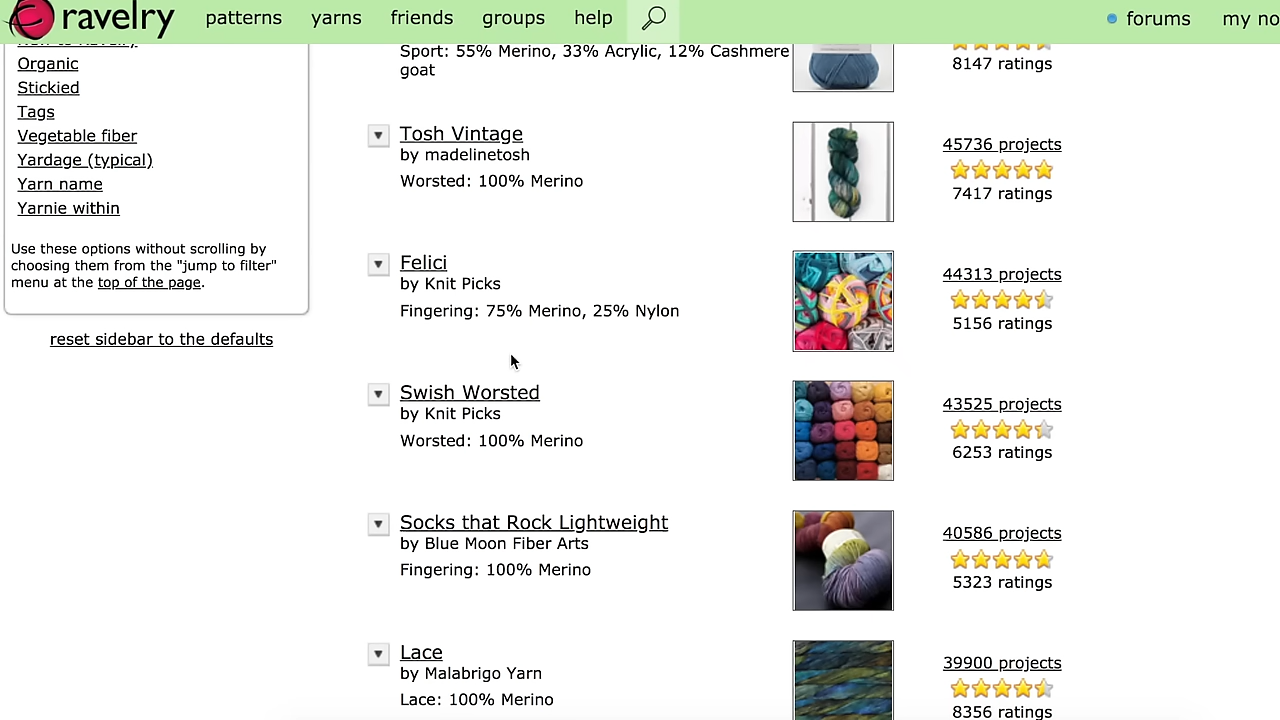 ravelry patterns yarns friends groups help forums my no
New to Ravelry
Organic
Stickied
Tags
Vegetable fiber
Yardage (typical)
Yarn name
Yarnie within
Use these options without scrolling by
choosing them from the "jump to filter"
menu at the top of the page.
reset sidebar to the defaults
Sport: 55% Merino, 33% Acrylic, 12% Cashmere
goat
8147 ratings
Tosh Vintage
by madelinetosh
Worsted: 100% Merino
45736 projects
7417 ratings
Felici
by Knit Picks
Fingering: 75% Merino, 25% Nylon
44313 projects
5156 ratings
Swish Worsted
by Knit Picks
Worsted: 100% Merino
43525 projects
6253 ratings
Socks that Rock Lightweight
by Blue Moon Fiber Arts
Fingering: 100% Merino
40586 projects
5323 ratings
Lace
by Malabrigo Yarn
Lace: 100% Merino
39900 projects
8356 ratings